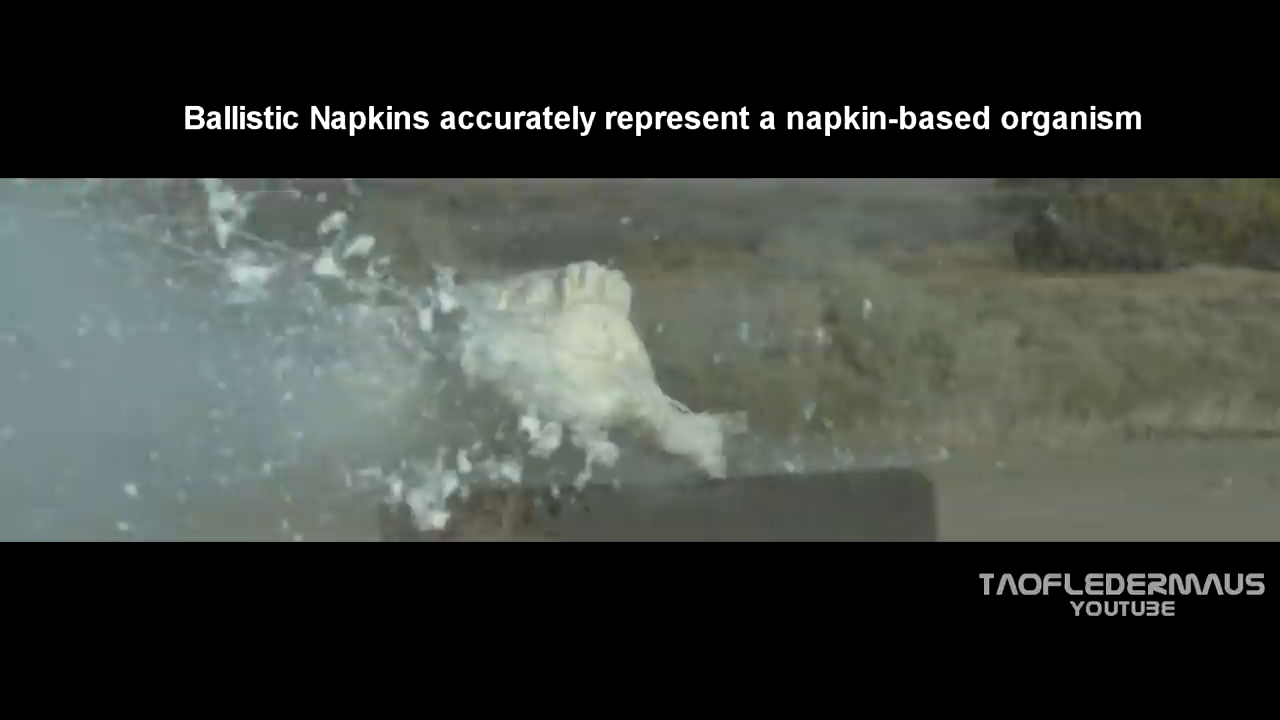 Ballistic Napkins accurately represent a napkin-based organism
TAOFLEDERMAUS
YOUTUBE